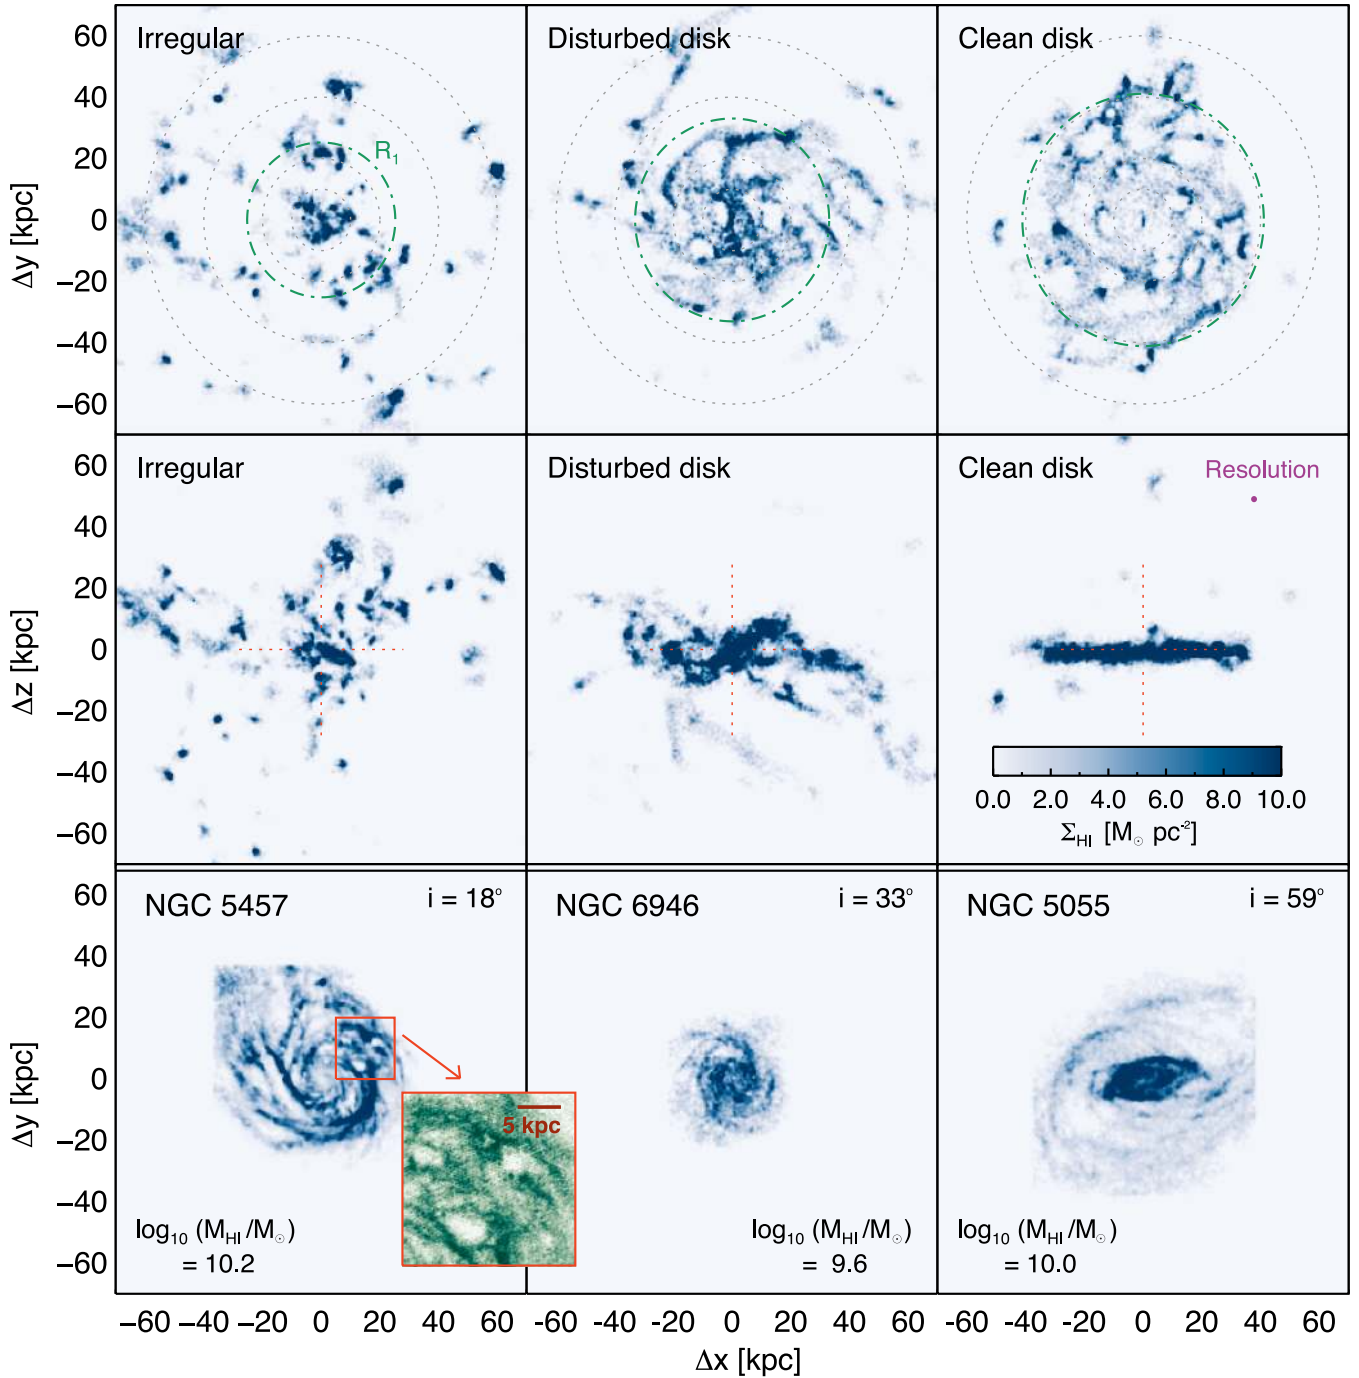 Irregular
Disturbed disk
Clean disk
R₁
60
40
20
0
−20
−40
−60
Δy [kpc]
Irregular
Disturbed disk
Clean disk
Resolution
60
40
20
0
−20
−40
−60
Δz [kpc]
0.0 2.0 4.0 6.0 8.0 10.0
Σ_HI [M☉ pc⁻²]
NGC 5457
i = 18°
NGC 6946
i = 33°
NGC 5055
i = 59°
60
40
20
0
−20
−40
−60
Δy [kpc]
5 kpc
log₁₀ (M_HI/M☉)
= 10.2
log₁₀ (M_HI/M☉)
= 9.6
log₁₀ (M_HI/M☉)
= 10.0
−60 −40 −20 0 20 40 60
-60 -40 -20 0 20 40 60
-60 -40 -20 0 20 40 60
Δx [kpc]